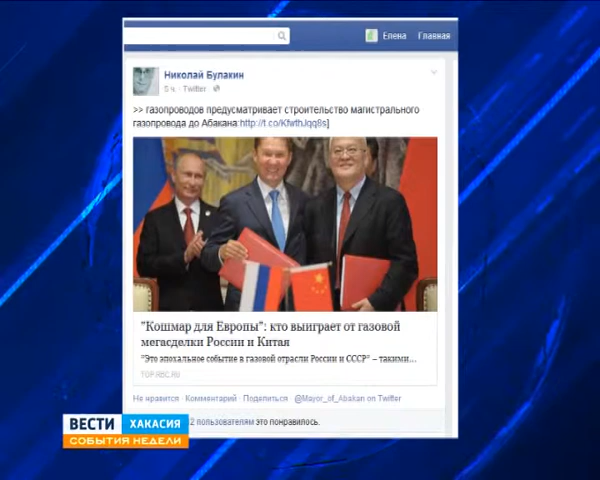 Елена Главная
Николай Булакин
5 ч. · Twitter ·
>> газопроводов предусматривает строительство магистрального
газопровода до Абакана:http://t.co/KfwthJqq8s]
"Кошмар для Европы": кто выиграет от газовой
мегасделки России и Китая
"Это эпохальное событие в газовой отрасли России и СССР" – такими...
TOP.RBC.RU
Не нравится · Комментарий · Поделиться · @Mayor_of_Abakan on Twitter
2 пользователям это понравилось.
ВЕСТИ ХАКАСИЯ
СОБЫТИЯ НЕДЕЛИ